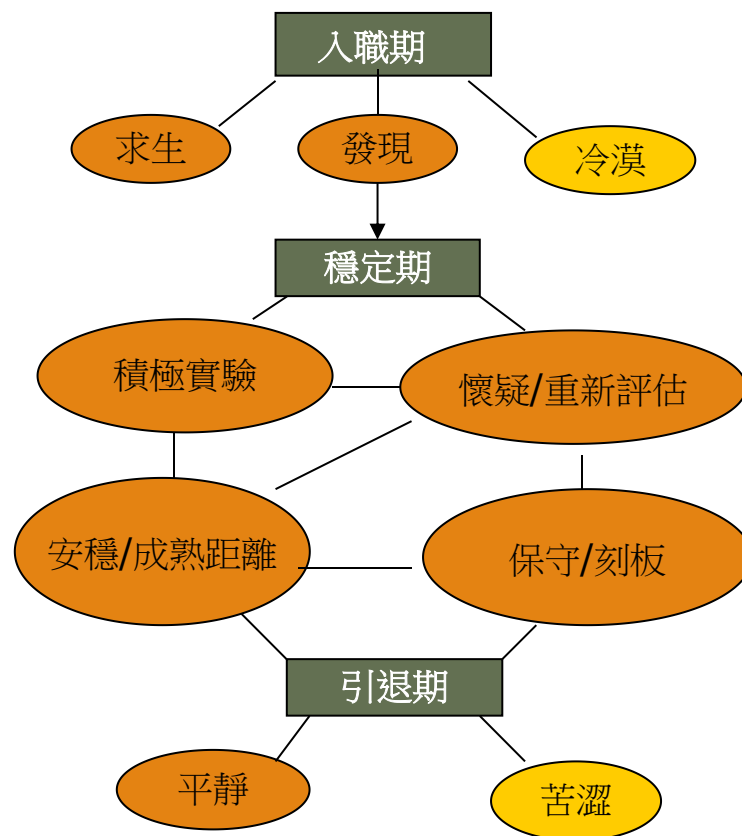 入職期
求生
發現
冷漠
穩定期
積極實驗
懷疑/重新評估
安穩/成熟距離
保守/刻板
引退期
平靜
苦澀